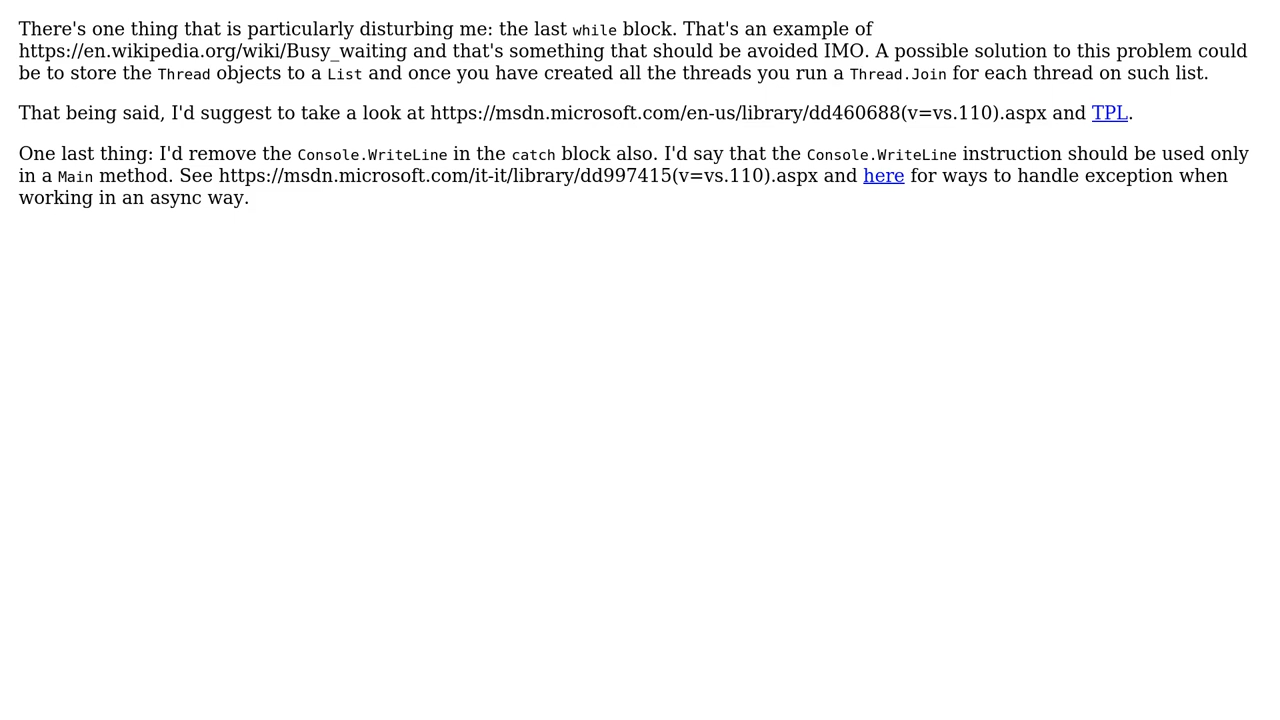 There's one thing that is particularly disturbing me: the last while block. That's an example of
https://en.wikipedia.org/wiki/Busy_waiting and that's something that should be avoided IMO. A possible solution to this problem could
be to store the Thread objects to a List and once you have created all the threads you run a Thread.Join for each thread on such list.
That being said, I'd suggest to take a look at https://msdn.microsoft.com/en-us/library/dd460688(v=vs.110).aspx and TPL.
One last thing: I'd remove the Console.WriteLine in the catch block also. I'd say that the Console.WriteLine instruction should be used only
in a Main method. See https://msdn.microsoft.com/it-it/library/dd997415(v=vs.110).aspx and here for ways to handle exception when
working in an async way.